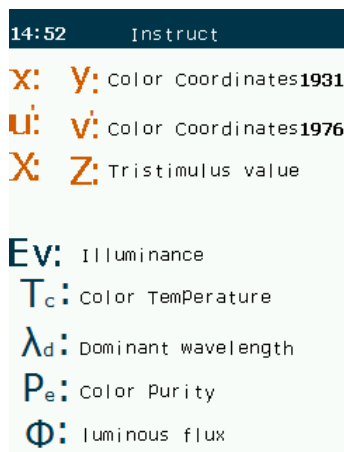 14:52 Instruct
x: y: Color Coordinates1931
u': v': Color Coordinates1976
X: Z: Tristimulus value
Ev: Illuminance
Tc: Color TemPerature
λd: Dominant wavelength
Pe: Color Purity
Φ: luminous flux